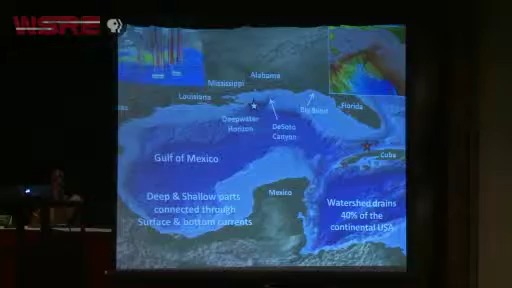 WSRE PBS
Alabama
Mississippi
Louisiana
Big Bend
Florida
Deepwater
Horizon
DeSoto
Canyon
Cuba
Gulf of Mexico
Mexico
Deep & Shallow parts
connected through
Surface & bottom currents
Watershed drains
40% of the
continental USA